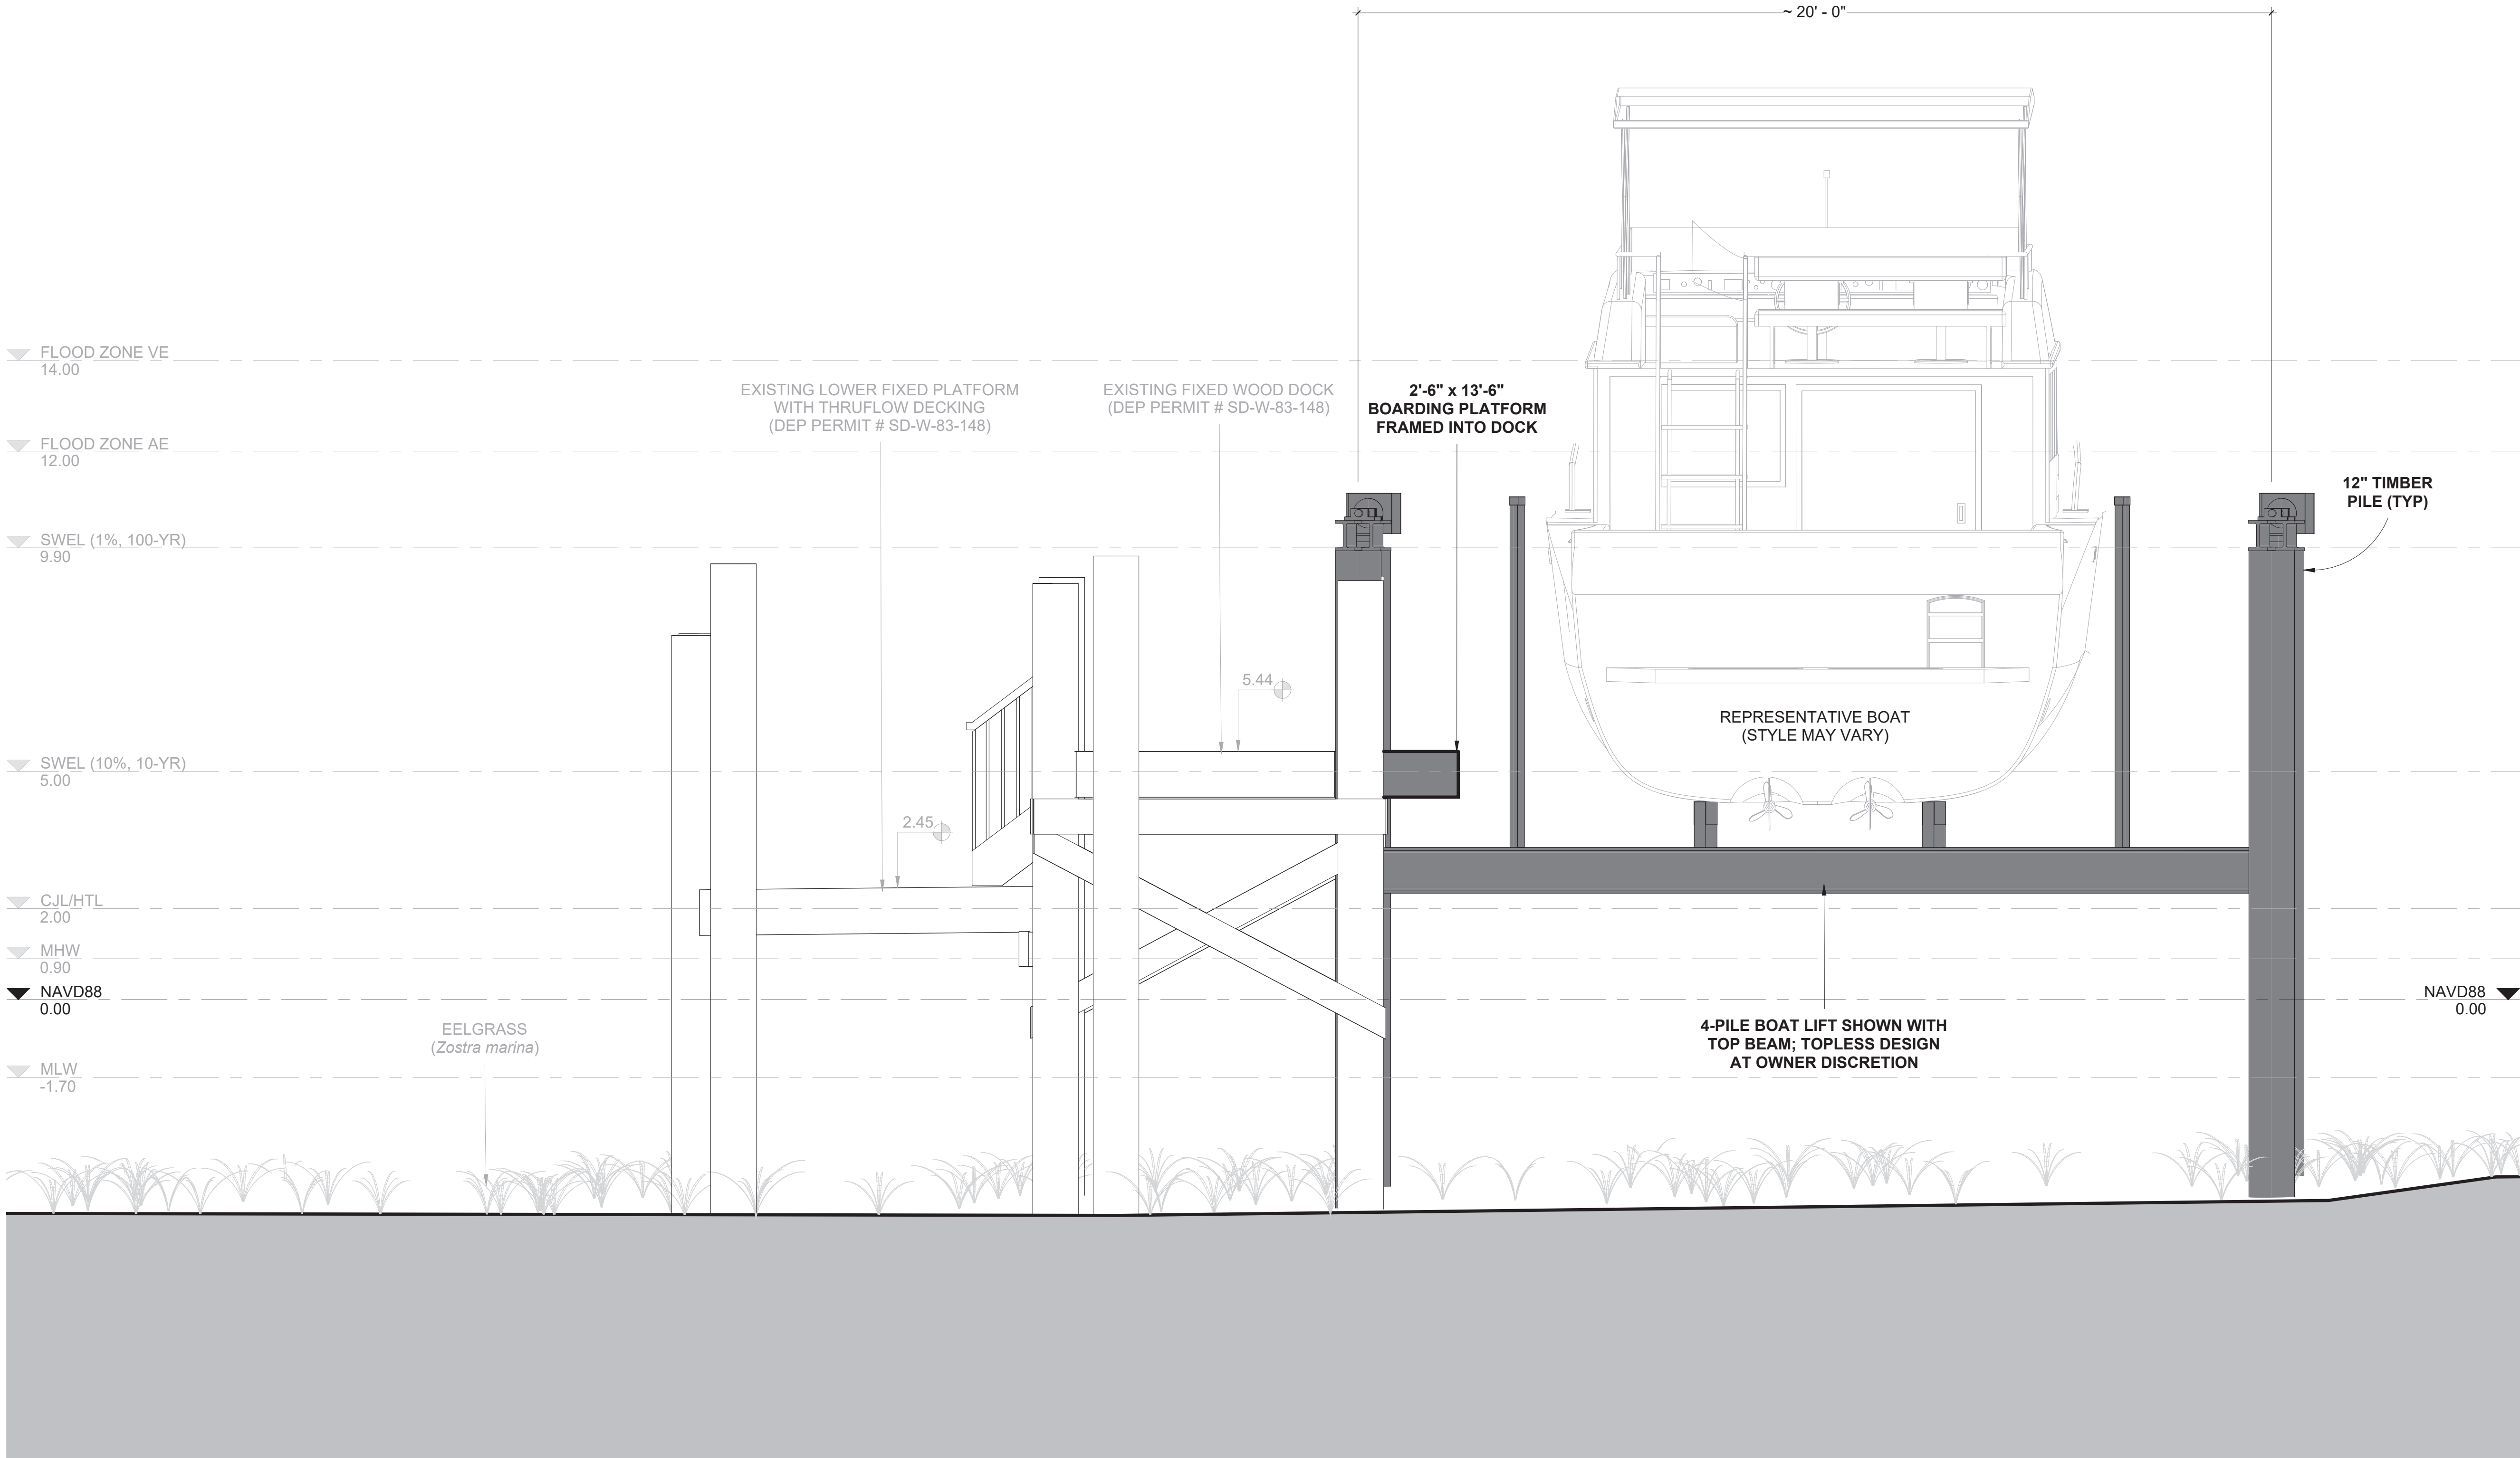 ~ 20' - 0"
FLOOD ZONE VE
14.00
EXISTING LOWER FIXED PLATFORM
WITH THRUFLOW DECKING
(DEP PERMIT # SD-W-83-148)
EXISTING FIXED WOOD DOCK
(DEP PERMIT # SD-W-83-148)
2'-6" x 13'-6"
BOARDING PLATFORM
FRAMED INTO DOCK
FLOOD ZONE AE
12.00
12" TIMBER
PILE (TYP)
SWEL (1%, 100-YR)
9.90
5.44
REPRESENTATIVE BOAT
(STYLE MAY VARY)
SWEL (10%, 10-YR)
5.00
2.45
CJL/HTL
2.00
MHW
0.90
NAVD88
0.00
NAVD88
0.00
EELGRASS
(Zostra marina)
4-PILE BOAT LIFT SHOWN WITH
TOP BEAM; TOPLESS DESIGN
AT OWNER DISCRETION
MLW
-1.70